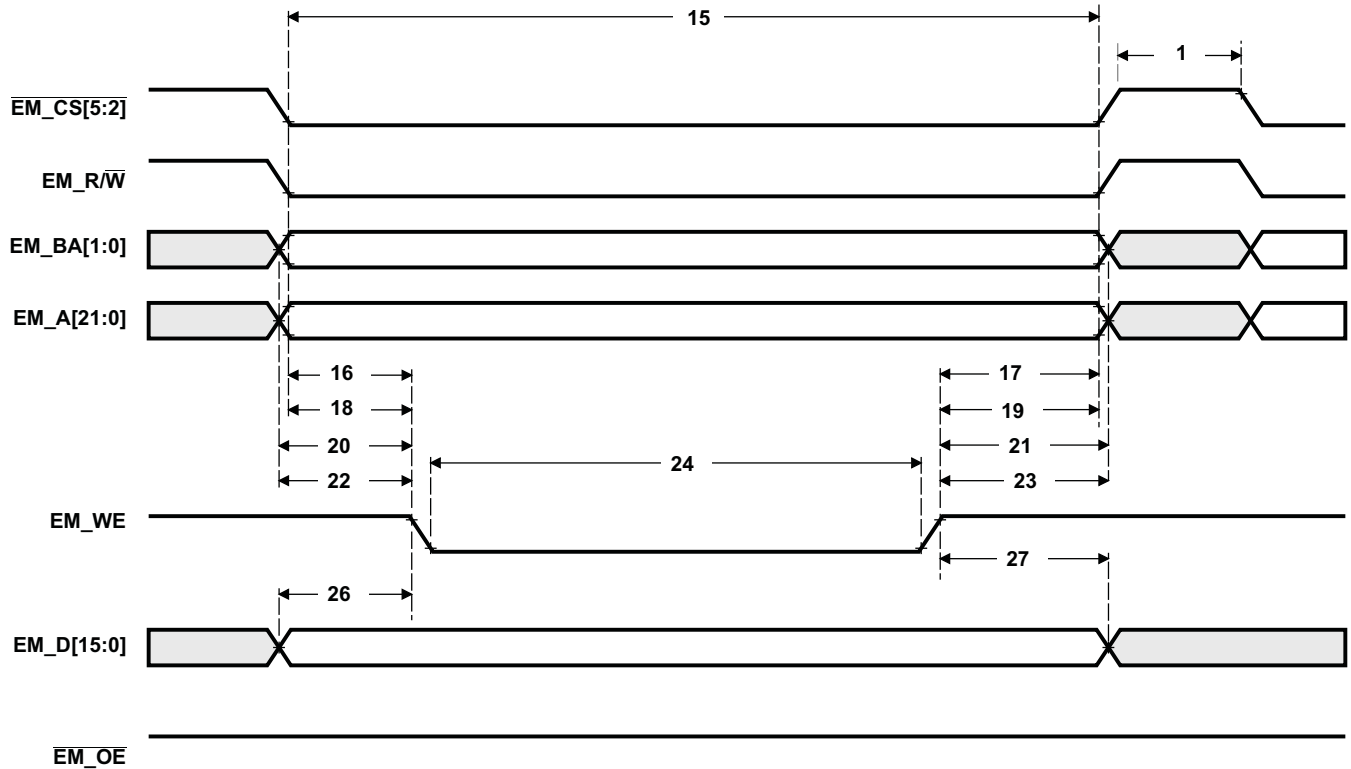 15
1
EM_CS[5:2]
EM_R/W
EM_BA[1:0]
EM_A[21:0]
16 17
18 19
20 21
22 24 23
EM_WE
27
26
EM_D[15:0]
EM_OE